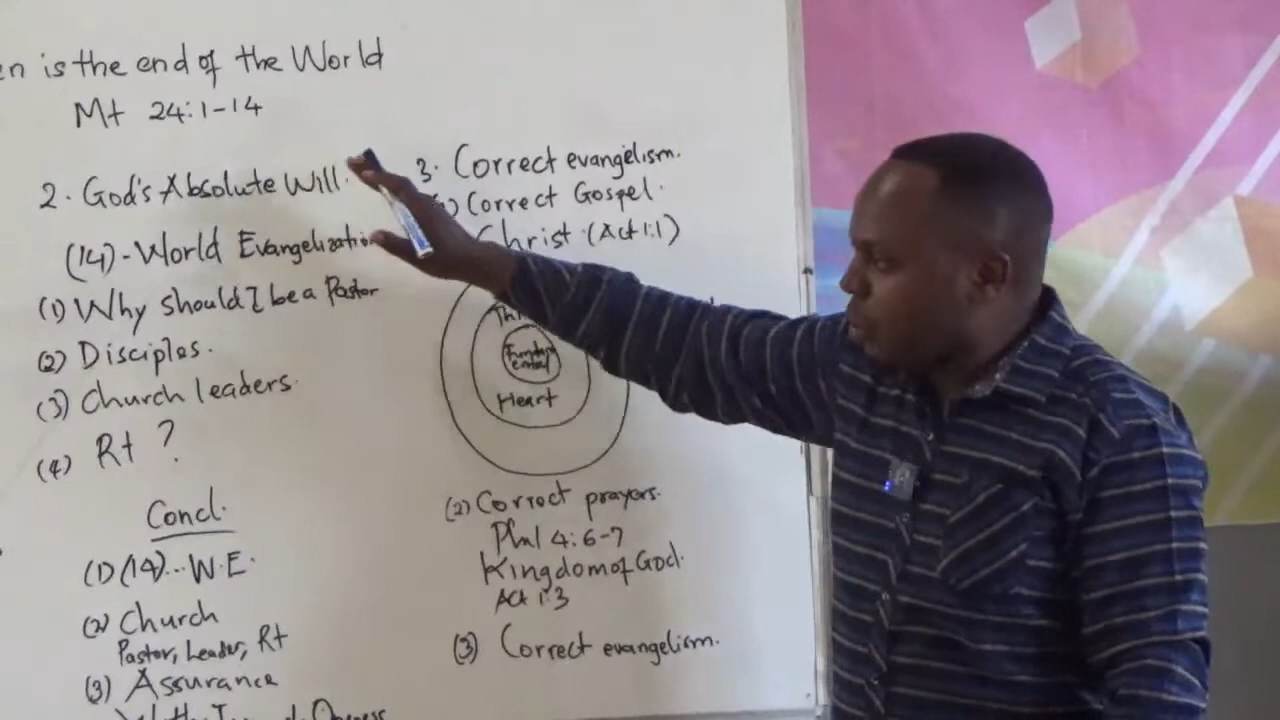 is the end of the World
Mt 24:1-14
2. God's Absolute Will.
(14)-World Evangelization
(1) Why should I be a Pastor
(2) Disciples.
(3) Church leaders.
(4) Rt ?
Concl.
(1) (14)...W.E.
(2) Church
Pastor, Leader, Rt
(3) Assurance
3. Correct evangelism.
Correct Gospel.
Christ (Act 1:1)
Heart
(2) Correct prayers.
Phil 4:6-7
Kingdom of God.
Act 1:3
(3) Correct evangelism.